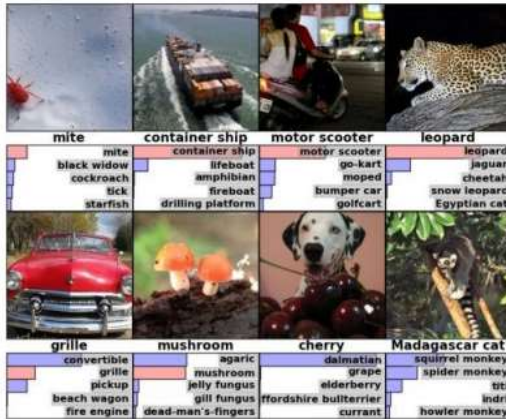 mite
container ship
motor scooter
leopard
mite
black widow
cockroach
tick
starfish
container ship
lifeboat
amphibian
fireboat
drilling platform
motor scooter
go-kart
moped
bumper car
golfcart
leopard
jaguar
cheetah
snow leopard
Egyptian cat
grille
mushroom
cherry
Madagascar cat
convertible
grille
pickup
beach wagon
fire engine
agaric
mushroom
jelly fungus
gill fungus
dead-man's-fingers
dalmatian
grape
elderberry
ffordshire bullterrier
currant
squirrel monkey
spider monkey
titi
indri
howler monkey